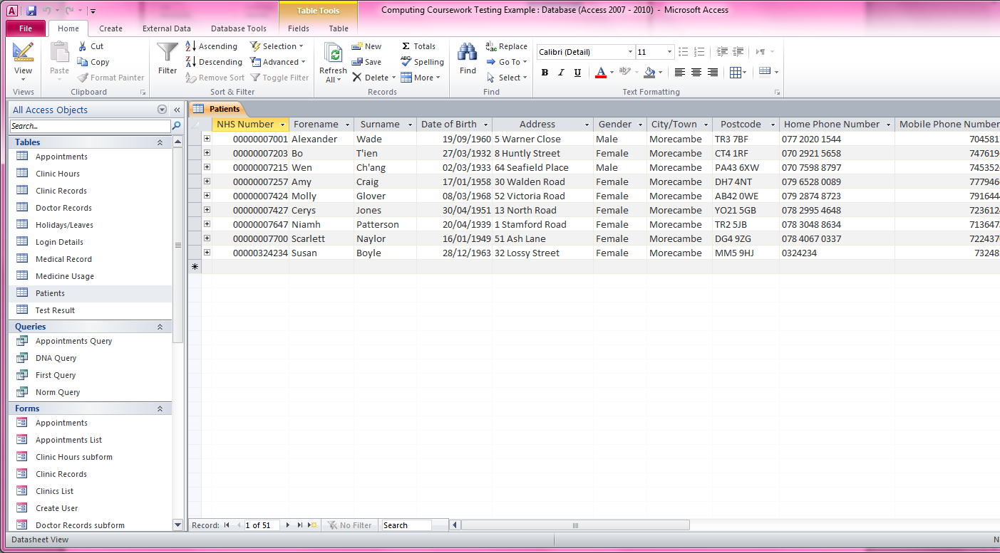 Table Tools
Computing Coursework Testing Example : Database (Access 2007 - 2010) - Microsoft Access
File Home Create External Data Database Tools Fields Table
Cut Ascending Selection New Totals Replace Calibri (Detail) 11
Copy Descending Advanced Save Spelling Go To
View Paste Format Painter Filter Remove Sort Toggle Filter Refresh All Delete More Find Select B I U
Views Clipboard Sort & Filter Records Find Text Formatting
All Access Objects
Search...
Tables
Appointments
Clinic Hours
Clinic Records
Doctor Records
Holidays/Leaves
Login Details
Medical Record
Medicine Usage
Patients
Test Result
Queries
Appointments Query
DNA Query
First Query
Norm Query
Forms
Appointments
Appointments List
Clinic Hours subform
Clinic Records
Clinics List
Create User
Doctor Records subform
Patients
NHS Number Forename Surname Date of Birth Address Gender City/Town Postcode Home Phone Number Mobile Phone Number
00000007001 Alexander Wade 19/09/1960 5 Warner Close Male Morecambe TR3 7BF 077 2020 1544 7045817
00000007203 Bo T'ien 27/03/1932 8 Huntly Street Female Morecambe CT4 1RF 070 2921 5658 747619
00000007215 Wen Ch'ang 02/03/1933 64 Seafield Place Male Morecambe PA43 6XW 070 7598 8797 745352
00000007257 Amy Craig 17/01/1958 30 Walden Road Female Morecambe DH7 4NT 079 6528 0089 777946
00000007424 Molly Glover 08/03/1968 52 Victoria Road Female Morecambe AB42 0WE 079 2874 8723 791644
00000007427 Cerys Jones 30/04/1951 13 North Road Female Morecambe YO21 5GB 078 2995 4648 723612
00000007647 Niamh Patterson 20/04/1939 1 Stamford Road Female Morecambe TR2 5JB 078 3048 8634 713647
00000007700 Scarlett Naylor 16/01/1949 51 Ash Lane Female Morecambe DG4 9ZG 078 4067 0337 722437
00000324234 Susan Boyle 28/12/1963 32 Lossy Street Female Morecambe MM5 9HJ 0324234 73248
Record: 1 of 51 No Filter Search
Datasheet View